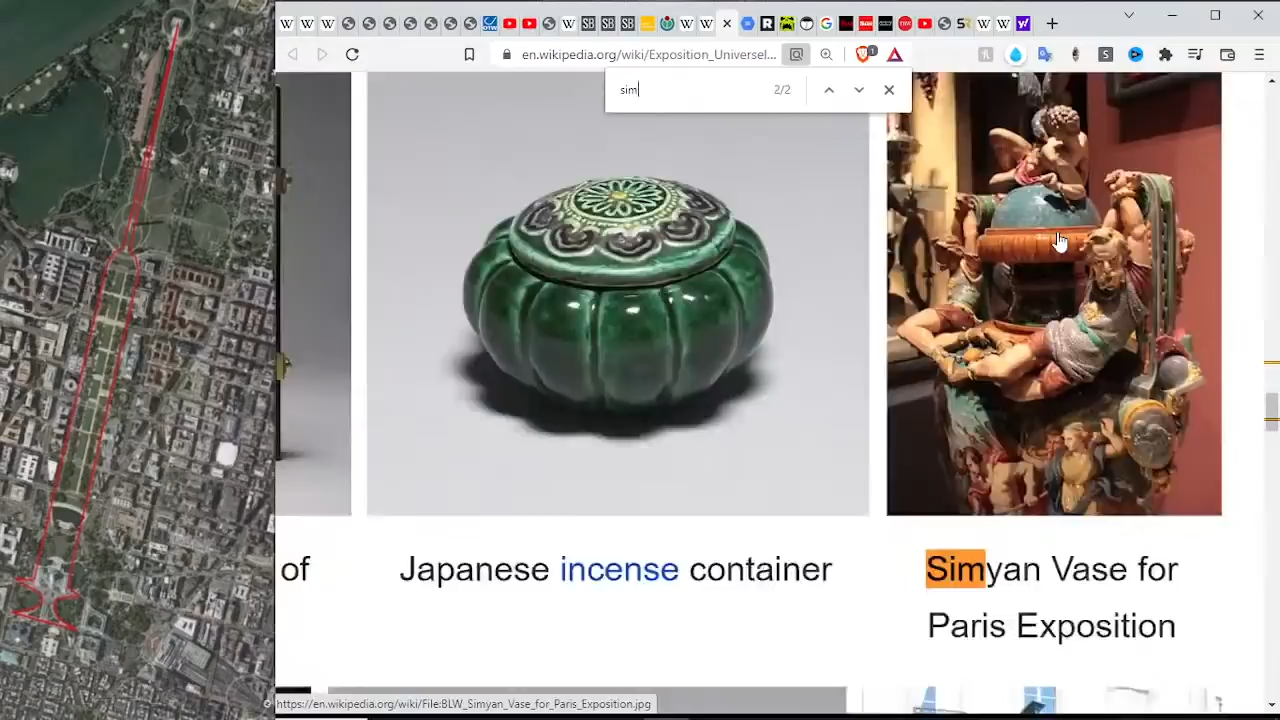 en.wikipedia.org/wiki/Exposition_Universel...
1
sim
2/2
of
Japanese incense container
Simyan Vase for
Paris Exposition
https://en.wikipedia.org/wiki/File:BLW_Simyan_Vase_for_Paris_Exposition.jpg